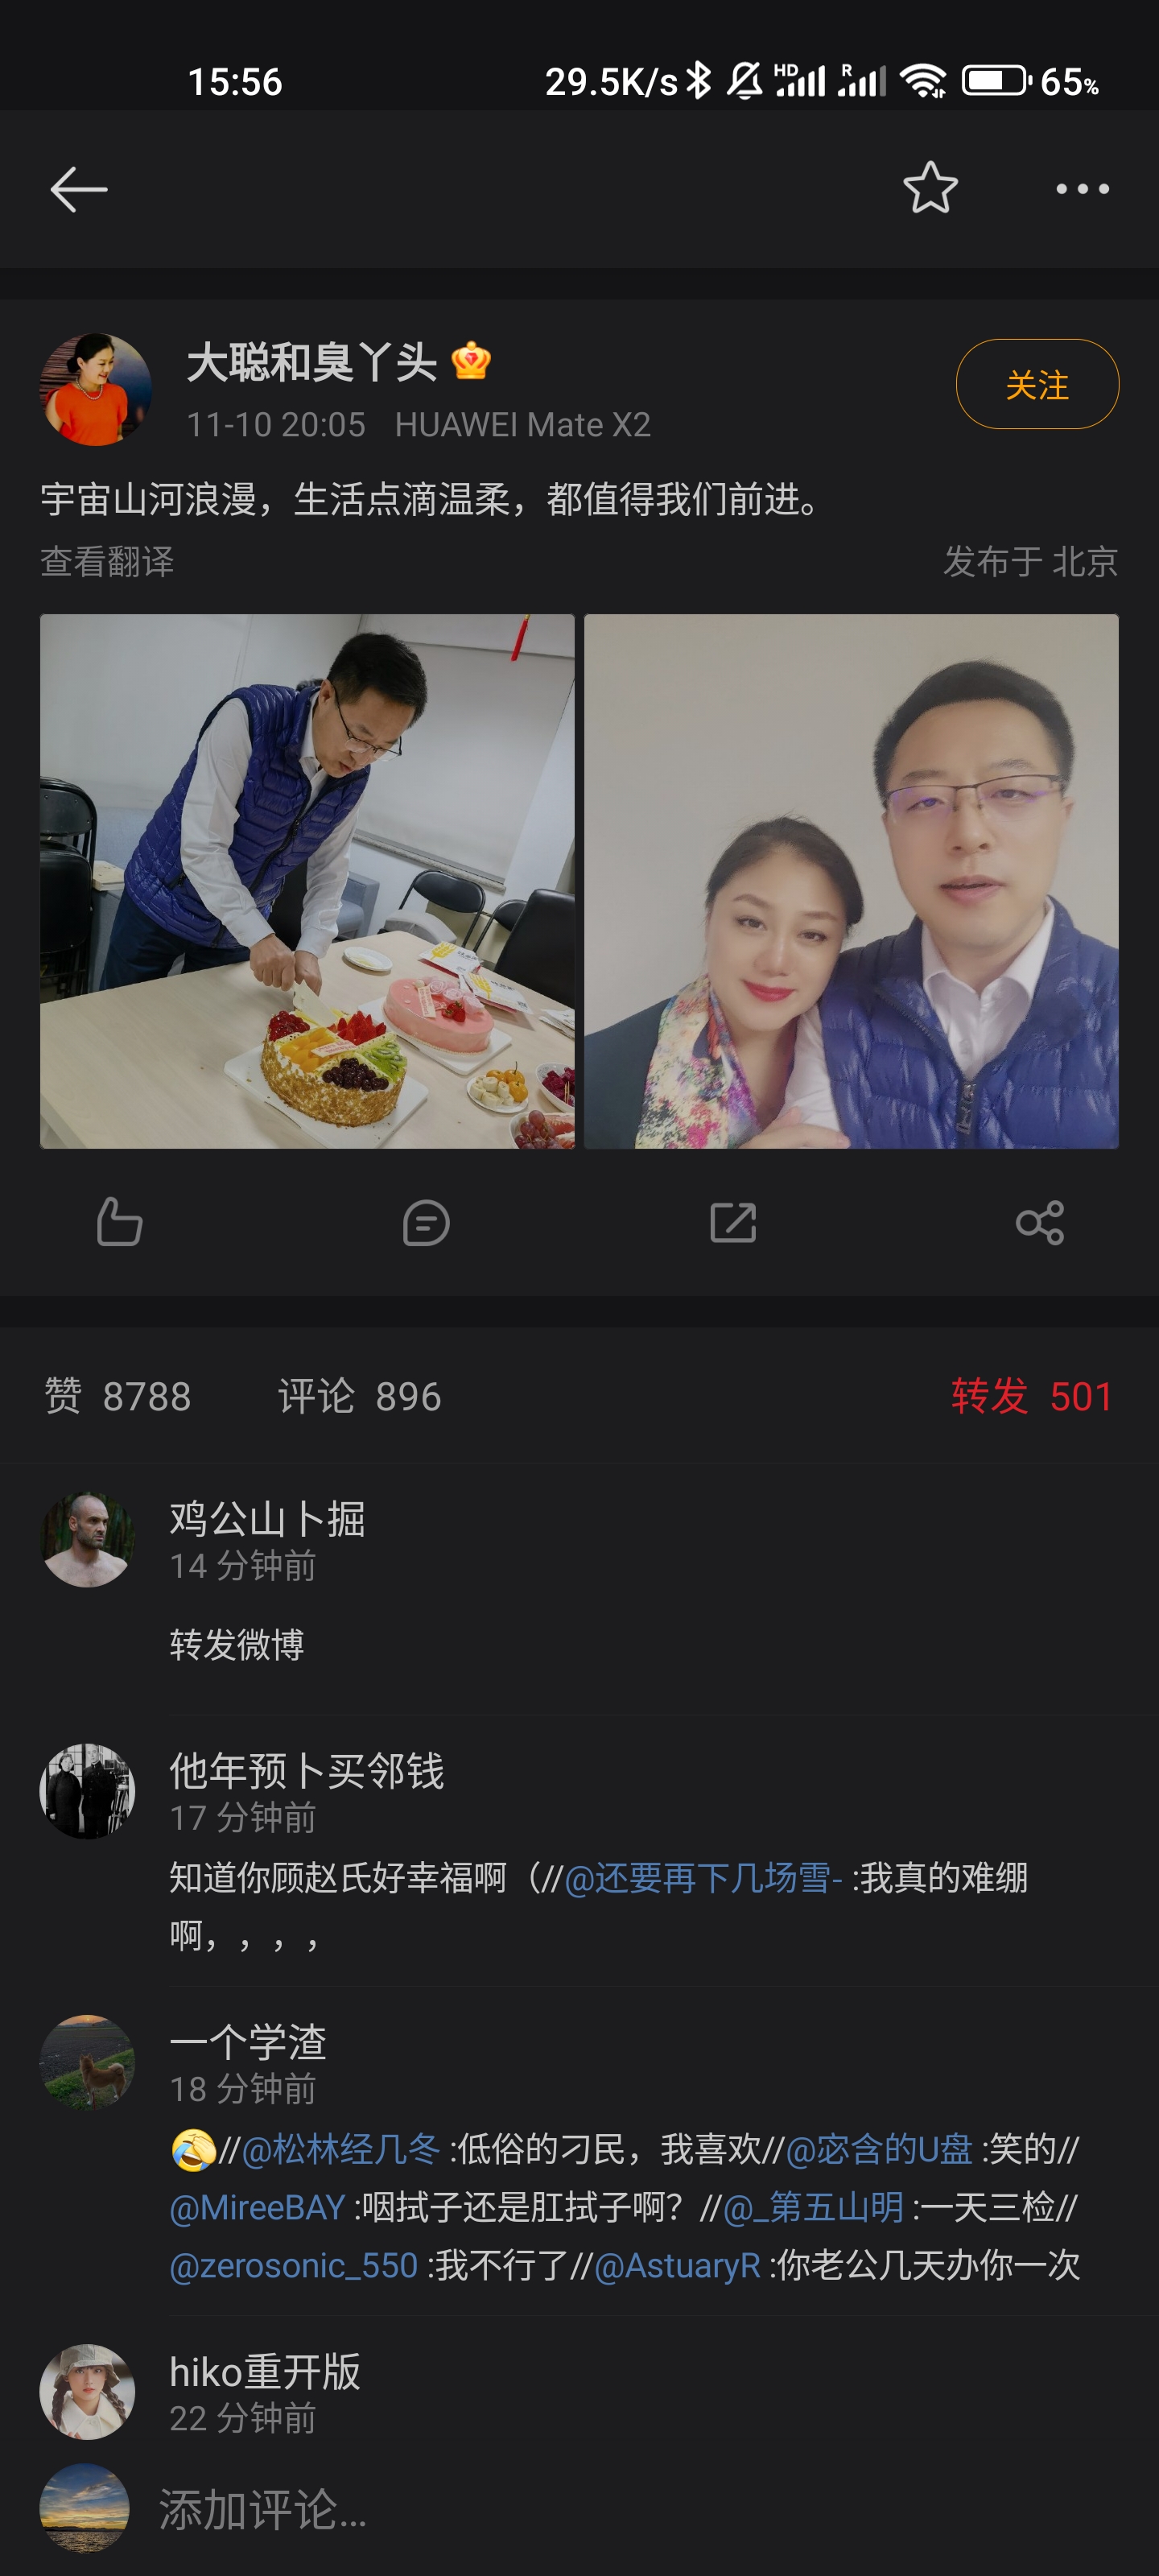 15:56
29.5K/s HD R 65%
大聪和臭丫头
关注
11-10 20:05 HUAWEI Mate X2
宇宙山河浪漫，生活点滴温柔，都值得我们前进。
查看翻译
发布于 北京
赞 8788 评论 896 转发 501
鸡公山卜掘
14 分钟前
转发微博
他年预卜买邻钱
17 分钟前
知道你顾赵氏好幸福啊（//@还要再下几场雪- :我真的难绷
啊，，，，
一个学渣
18 分钟前
🤣//@松林经几冬 :低俗的刁民，我喜欢//@宓含的U盘 :笑的//
@MireeBAY :咽拭子还是肛拭子啊？//@_第五山明 :一天三检//
@zerosonic_550 :我不行了//@AstuaryR :你老公几天办你一次
hiko重开版
22 分钟前
添加评论...